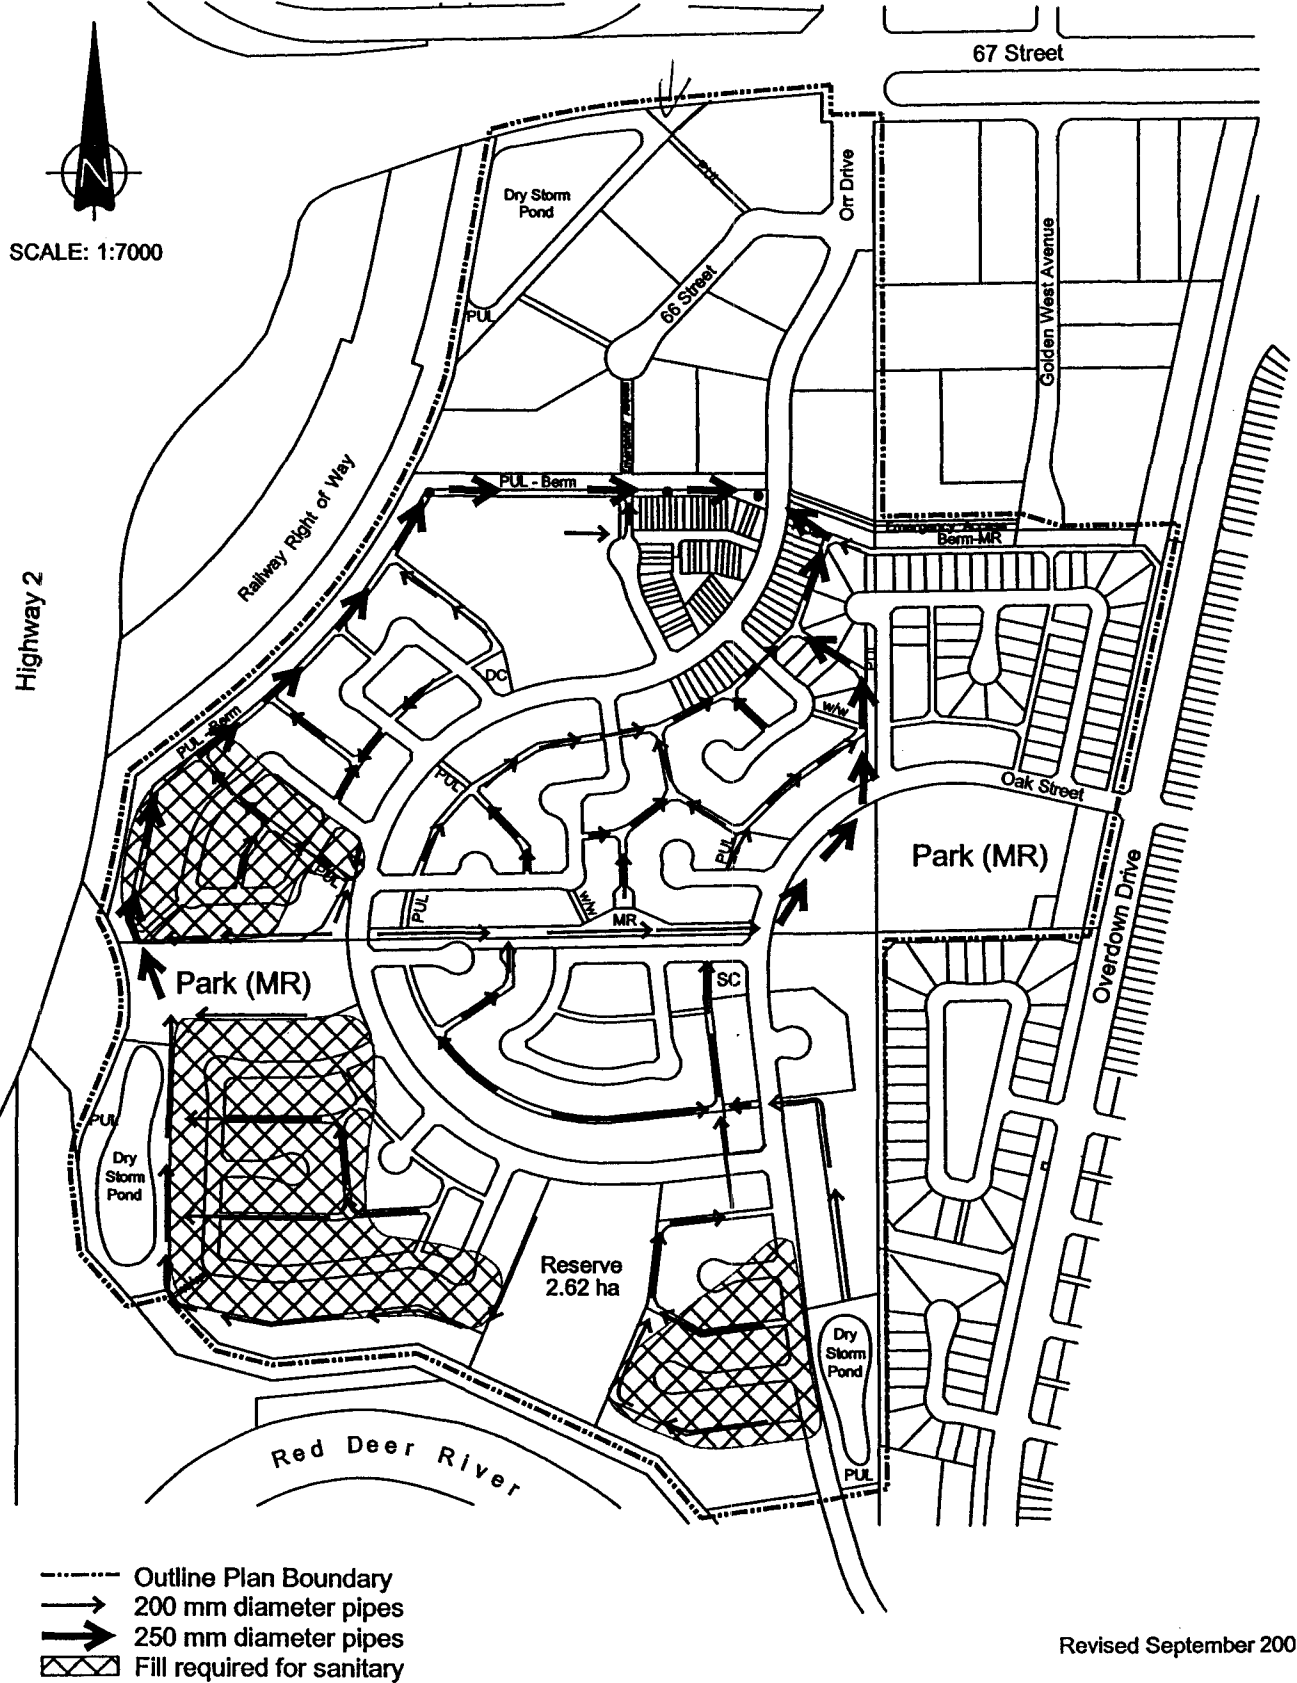 67 Street
N
SCALE: 1:7000
Dry Storm
Pond
PUL
Orr Drive
66 Street
PUL
Golden West Avenue
Emergency Access
Railway Right of Way
PUL - Berm
Emergency Access
Berm-MR
Highway 2
DC
PUL
PUL - Berm
w/w
Oak Street
PUL
PUL
PUL
Park (MR)
PUL
w/w
MR
Overdown Drive
Park (MR)
SC
PUL
Dry
Storm
Pond
Reserve
2.62 ha
Dry
Storm
Pond
Red Deer River
PUL
Outline Plan Boundary
200 mm diameter pipes
250 mm diameter pipes
Fill required for sanitary
Revised September 200